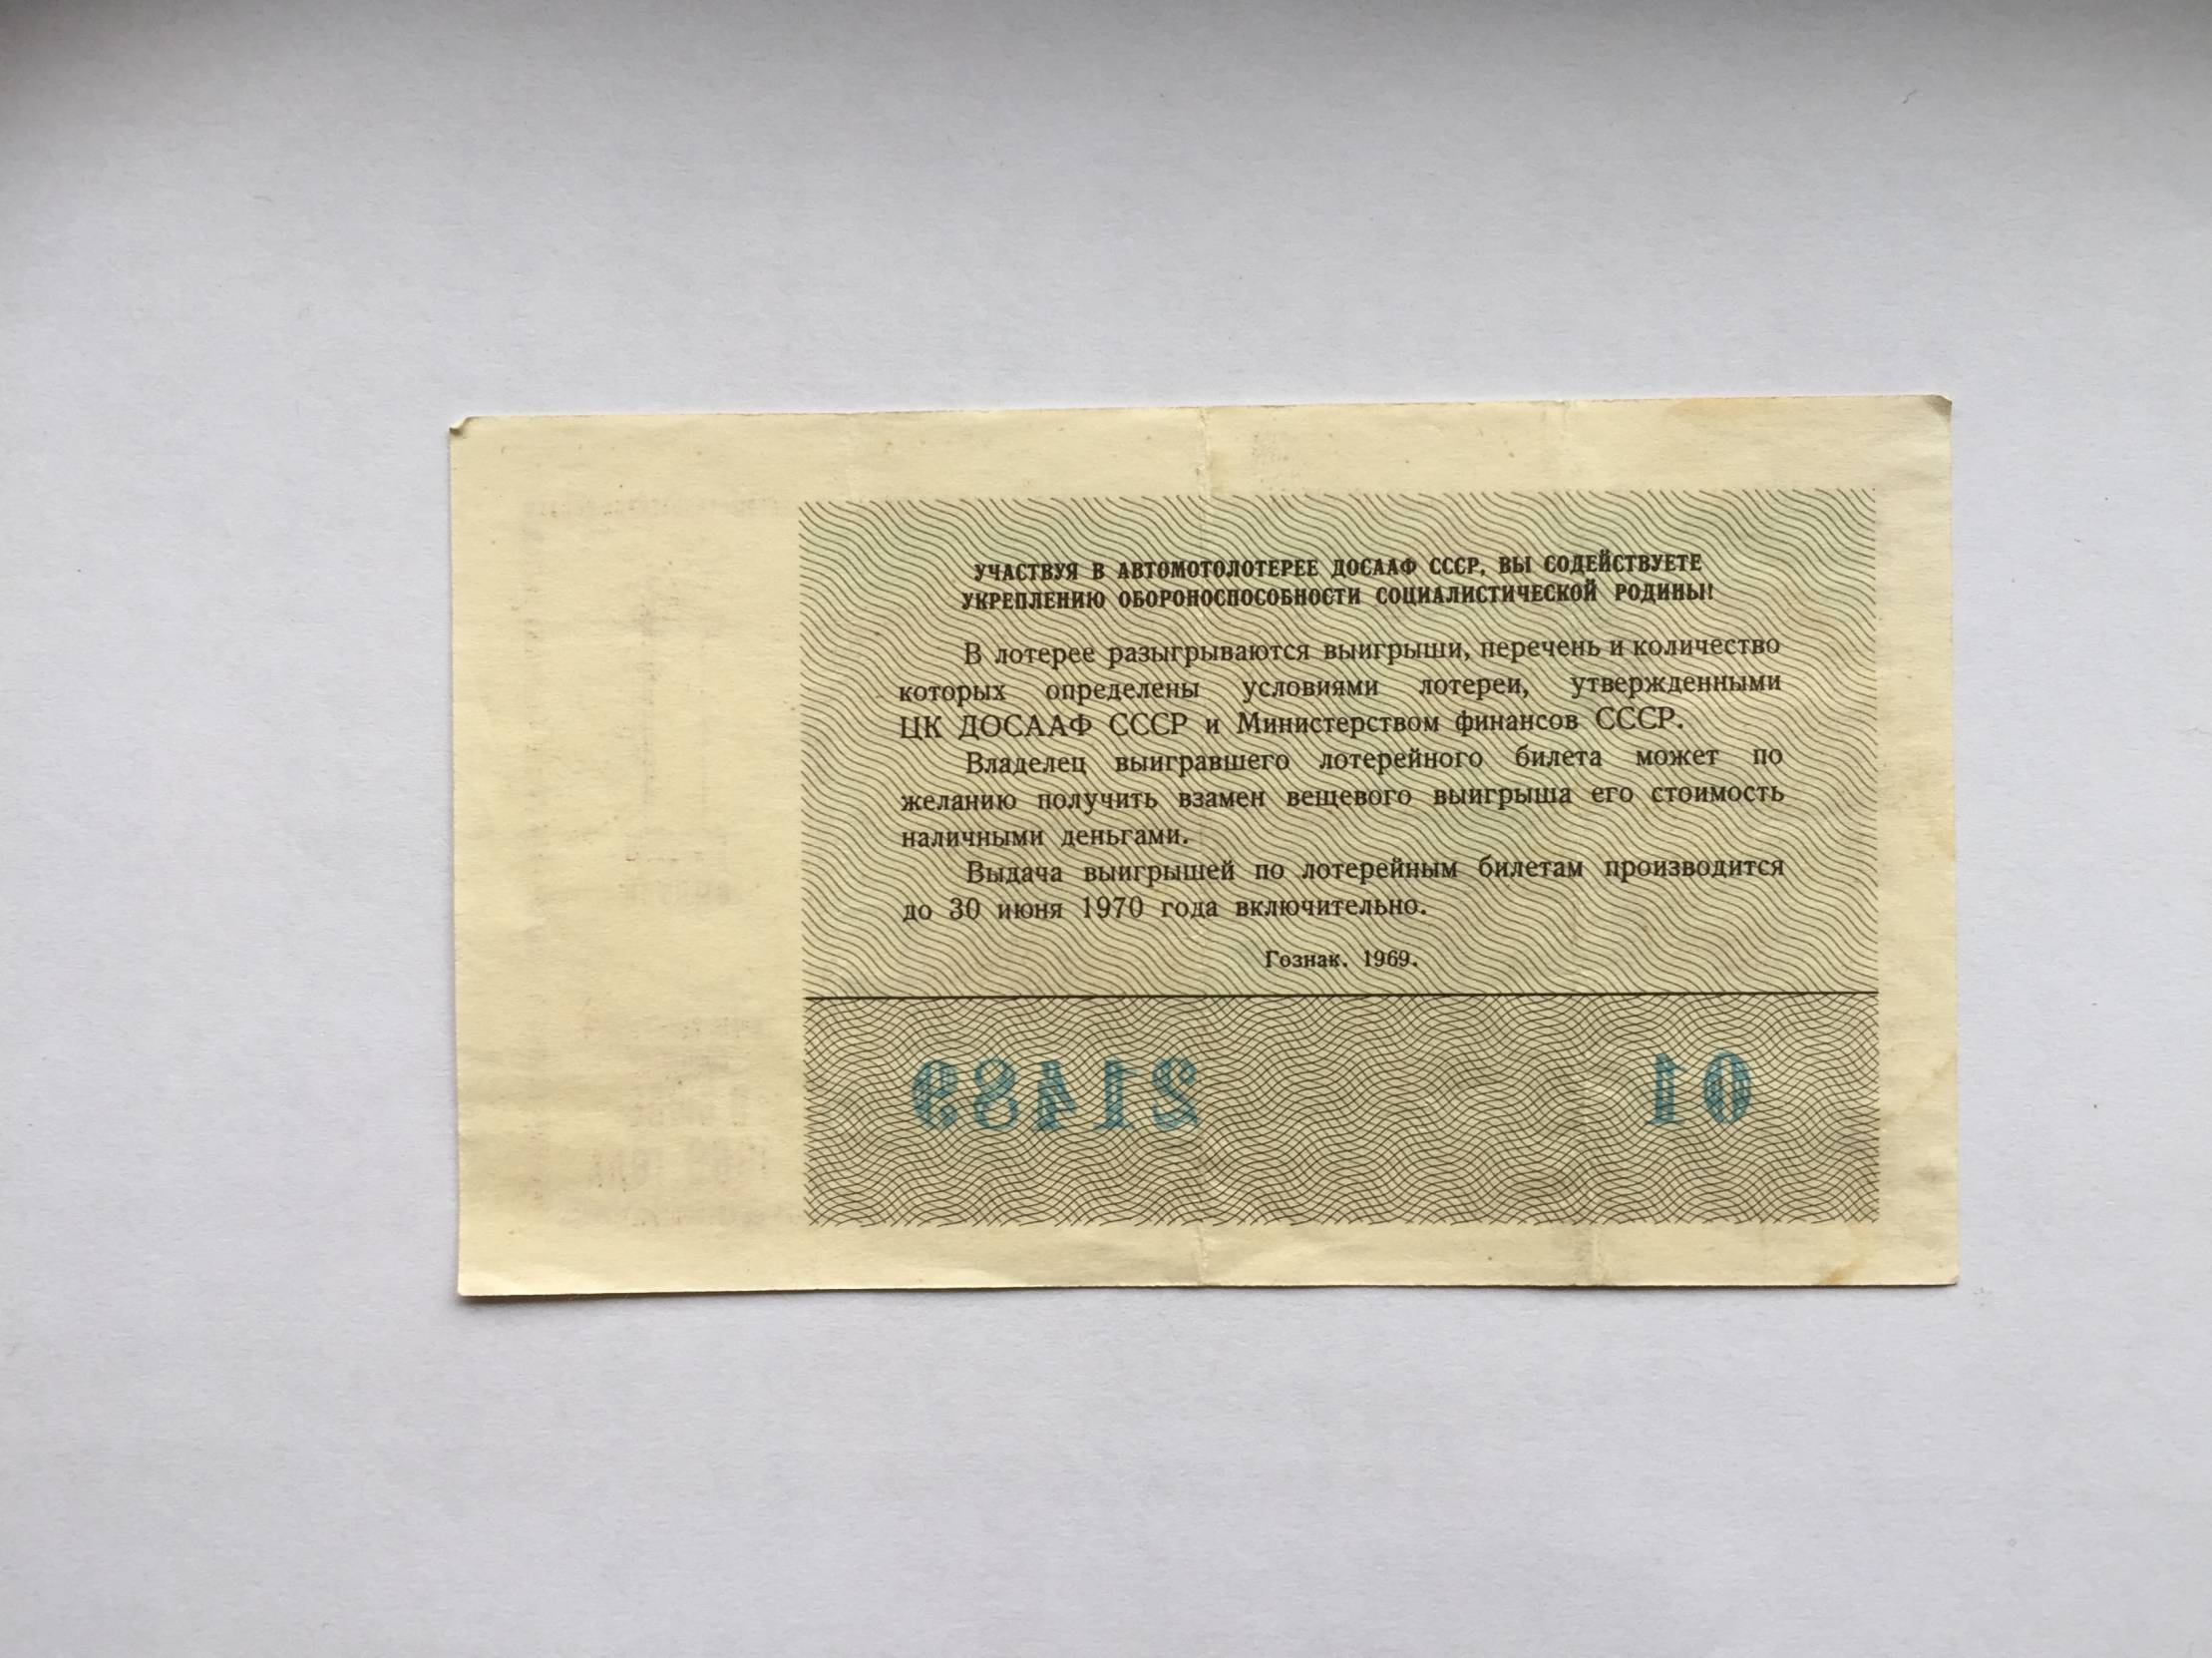 УЧАСТВУЯ В АВТОМОТОЛОТЕРЕЕ ДОСААФ СССР, ВЫ СОДЕЙСТВУЕТЕ
УКРЕПЛЕНИЮ ОБОРОНОСПОСОБНОСТИ СОЦИАЛИСТИЧЕСКОЙ РОДИНЫ!
В лотерее разыгрываются выигрыши, перечень и количество
которых определены условиями лотереи, утвержденными
ЦК ДОСААФ СССР и Министерством финансов СССР.
Владелец выигравшего лотерейного билета может по
желанию получить взамен вещевого выигрыша его стоимость
наличными деньгами.
Выдача выигрышей по лотерейным билетам производится
до 30 июня 1970 года включительно.
Гознак. 1969.
21489 01